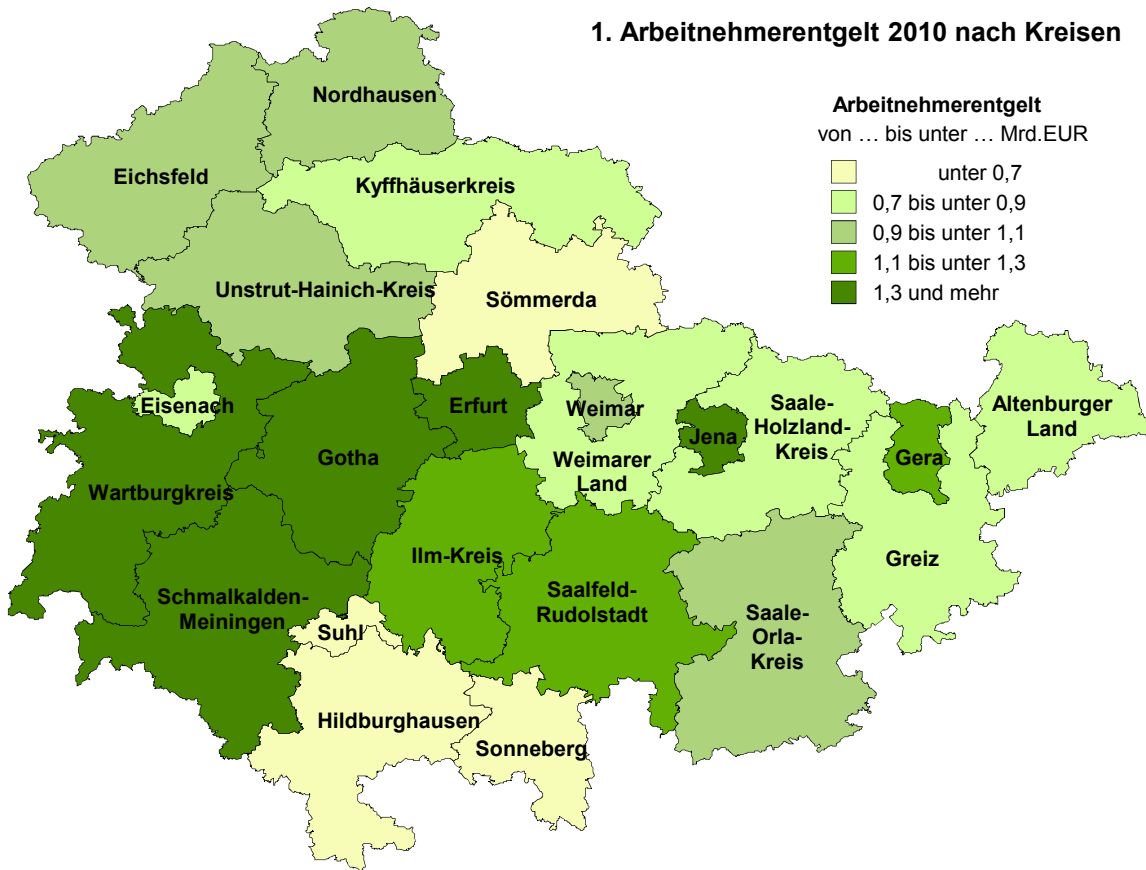 1. Arbeitnehmerentgelt 2010 nach Kreisen
Arbeitnehmerentgelt
von … bis unter … Mrd.EUR
unter 0,7
0,7 bis unter 0,9
0,9 bis unter 1,1
1,1 bis unter 1,3
1,3 und mehr
Nordhausen
Eichsfeld
Kyffhäuserkreis
Unstrut-Hainich-Kreis
Sömmerda
Eisenach
Erfurt
Weimar
Jena
Saale-
Holzland-
Kreis
Altenburger
Land
Gotha
Weimarer
Land
Gera
Wartburgkreis
Ilm-Kreis
Greiz
Schmalkalden-
Meiningen
Saalfeld-
Rudolstadt
Saale-
Orla-
Kreis
Suhl
Hildburghausen
Sonneberg